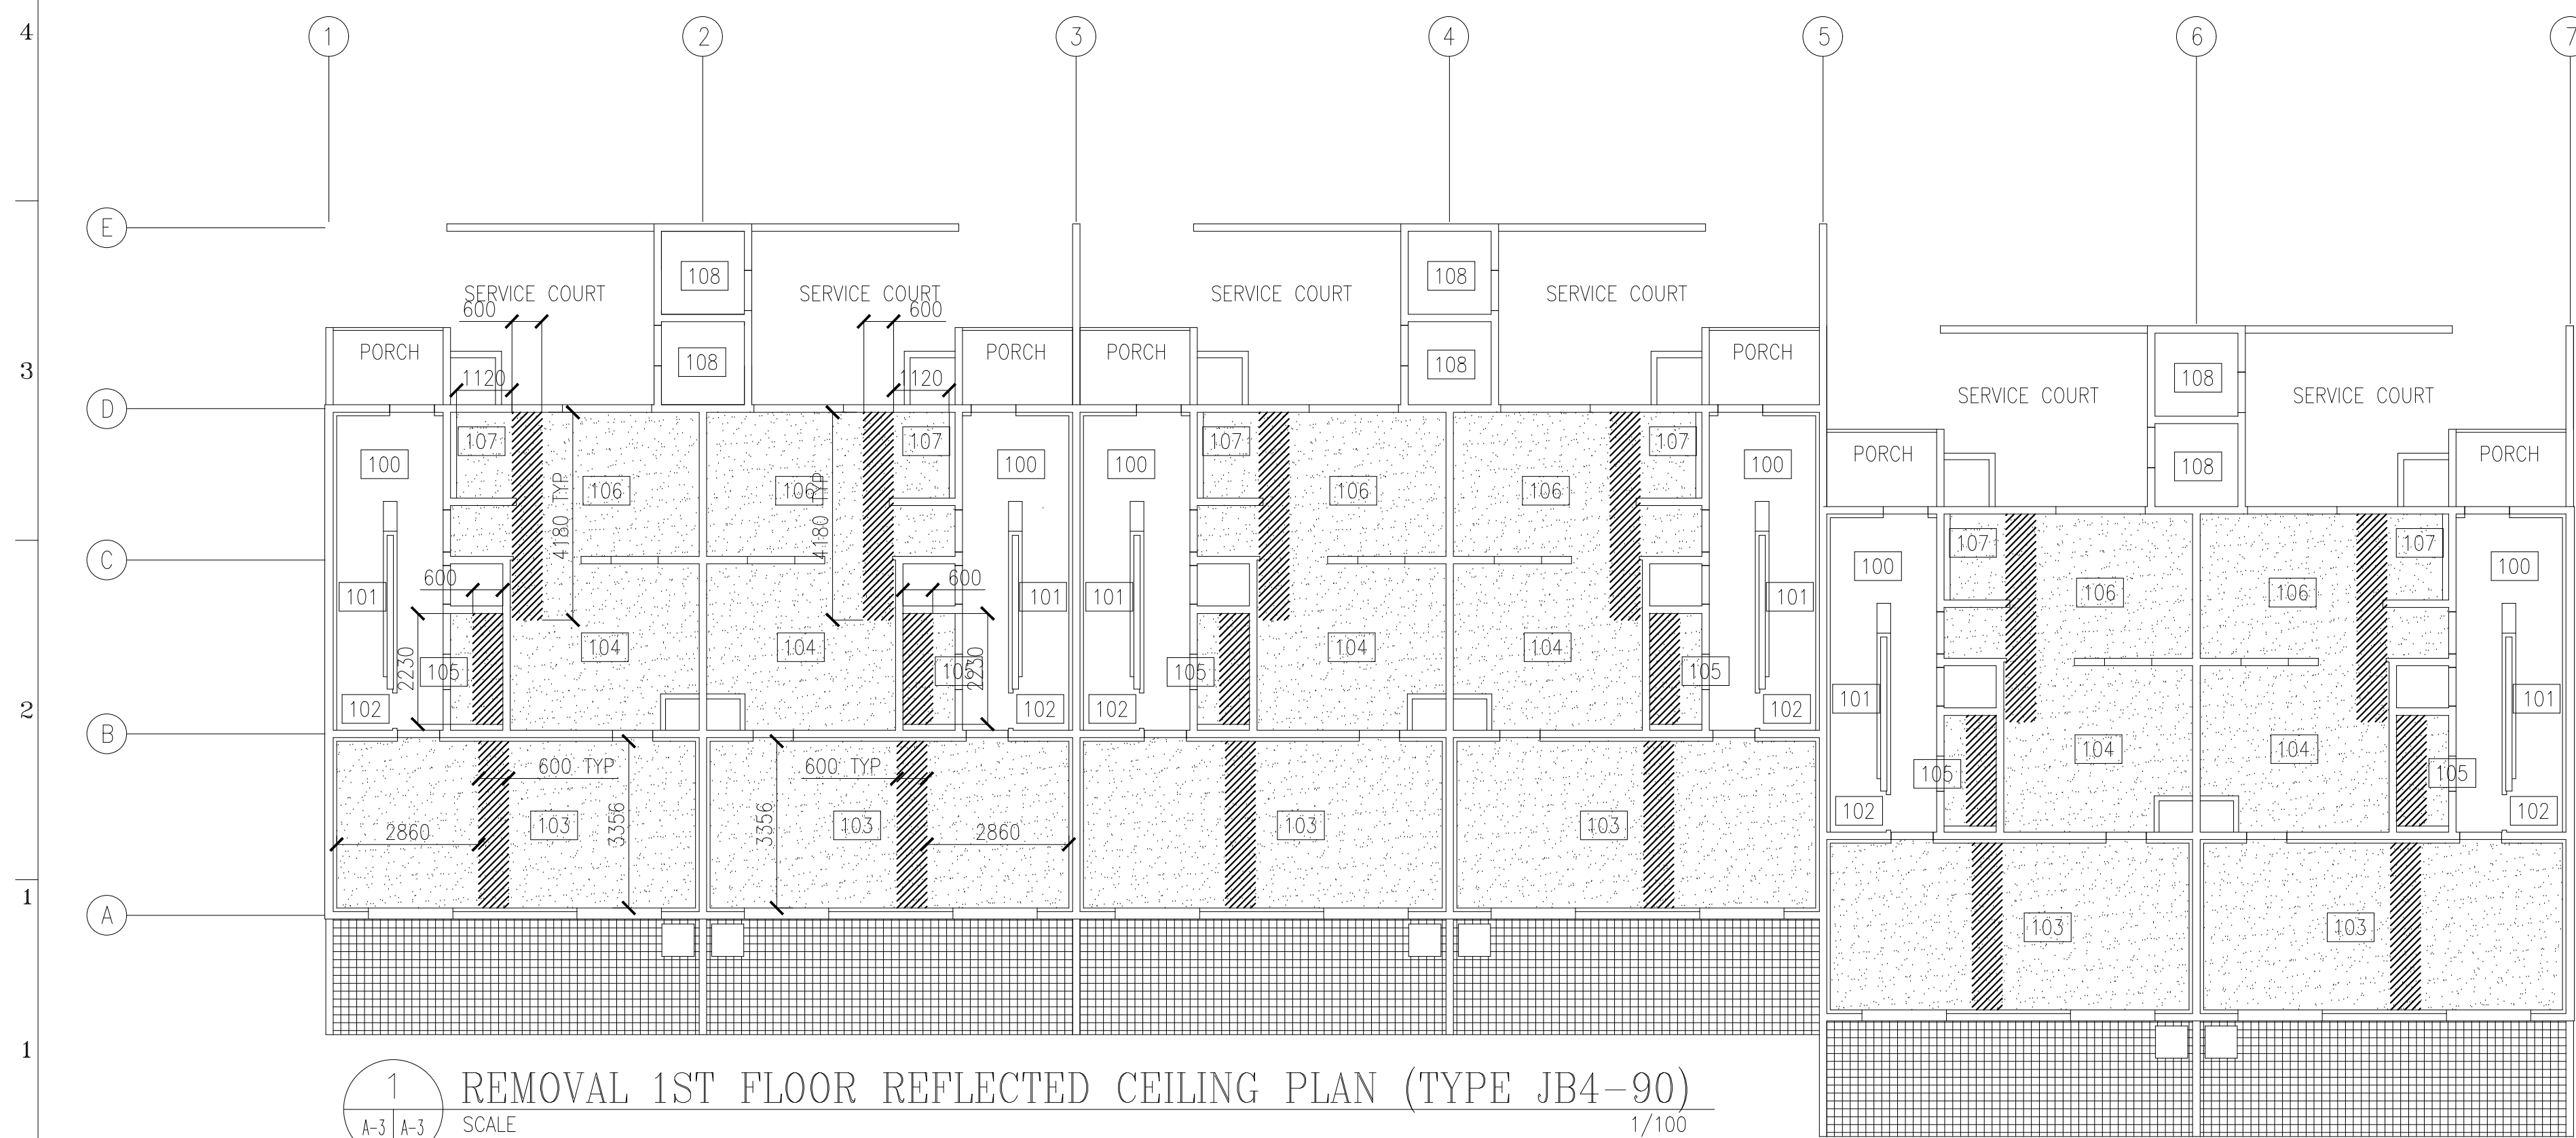 4
1 2 3 4 5 6 7
E
108 108
SERVICE COURT SERVICE COURT SERVICE COURT SERVICE COURT
600 600
PORCH 108 PORCH PORCH 108 PORCH
3
108 108
1120 1120
SERVICE COURT SERVICE COURT
D
107 107 107 107
PORCH 108 PORCH
100 100 100 100
106 106 106 106
4180 TYP 4180 TYP
107 107
C
100 100
600 600
101 101 101 101
106 106
104 104 104 104
105 105 105 105
2230 2230
101 101
2
102 102 102 102
B
104 104
600 TYP 600 TYP
105 105
102 102
3356 3356
103 103 103 103
2860 2860
1
A
103 103
1
1 REMOVAL 1ST FLOOR REFLECTED CEILING PLAN (TYPE JB4-90)
A-3 A-3 SCALE 1/100